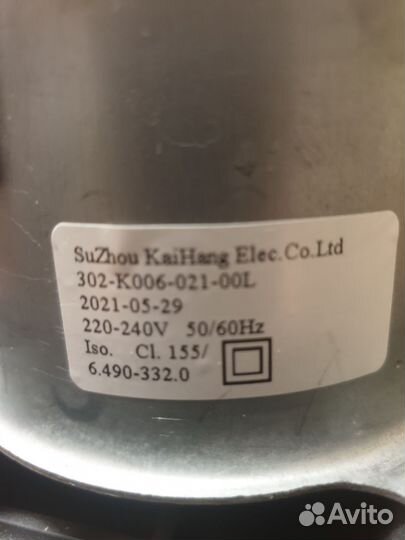 SuZhou KaiHang Elec.Co.Ltd
302-K006-021-00L
2021-05-29
220-240V 50/60Hz
Iso. Cl. 155/
6.490-332.0
Avito